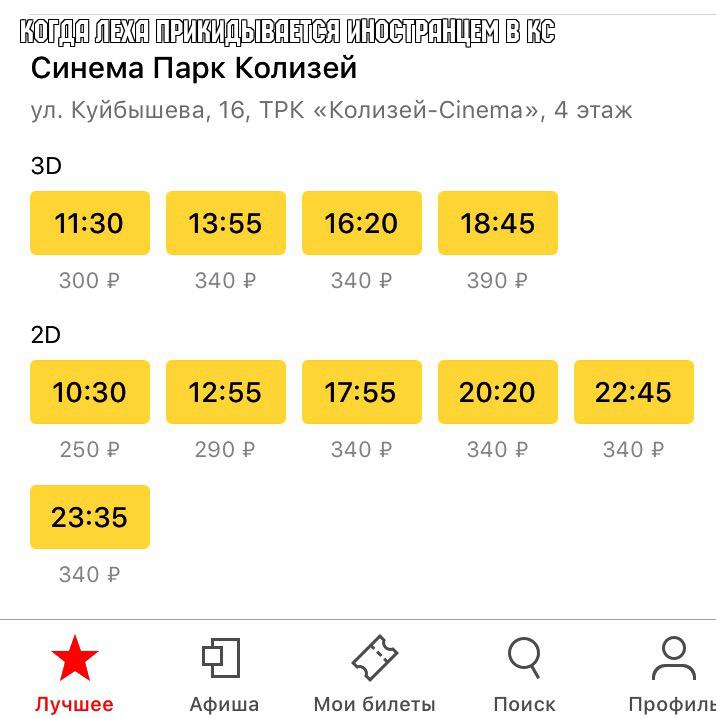 КОГДА ЛЕХА ПРИКИДЫВАЕТСЯ ИНОСТРАНЦЕМ В КС
Синема Парк Колизей
ул. Куйбышева, 16, ТРК «Колизей-Cinema», 4 этаж
3D
11:30 13:55 16:20 18:45
300 ₽ 340 ₽ 340 ₽ 390 ₽
2D
10:30 12:55 17:55 20:20 22:45
250 ₽ 290 ₽ 340 ₽ 340 ₽ 340 ₽
23:35
340 ₽
Лучшее Афиша Мои билеты Поиск Профиль